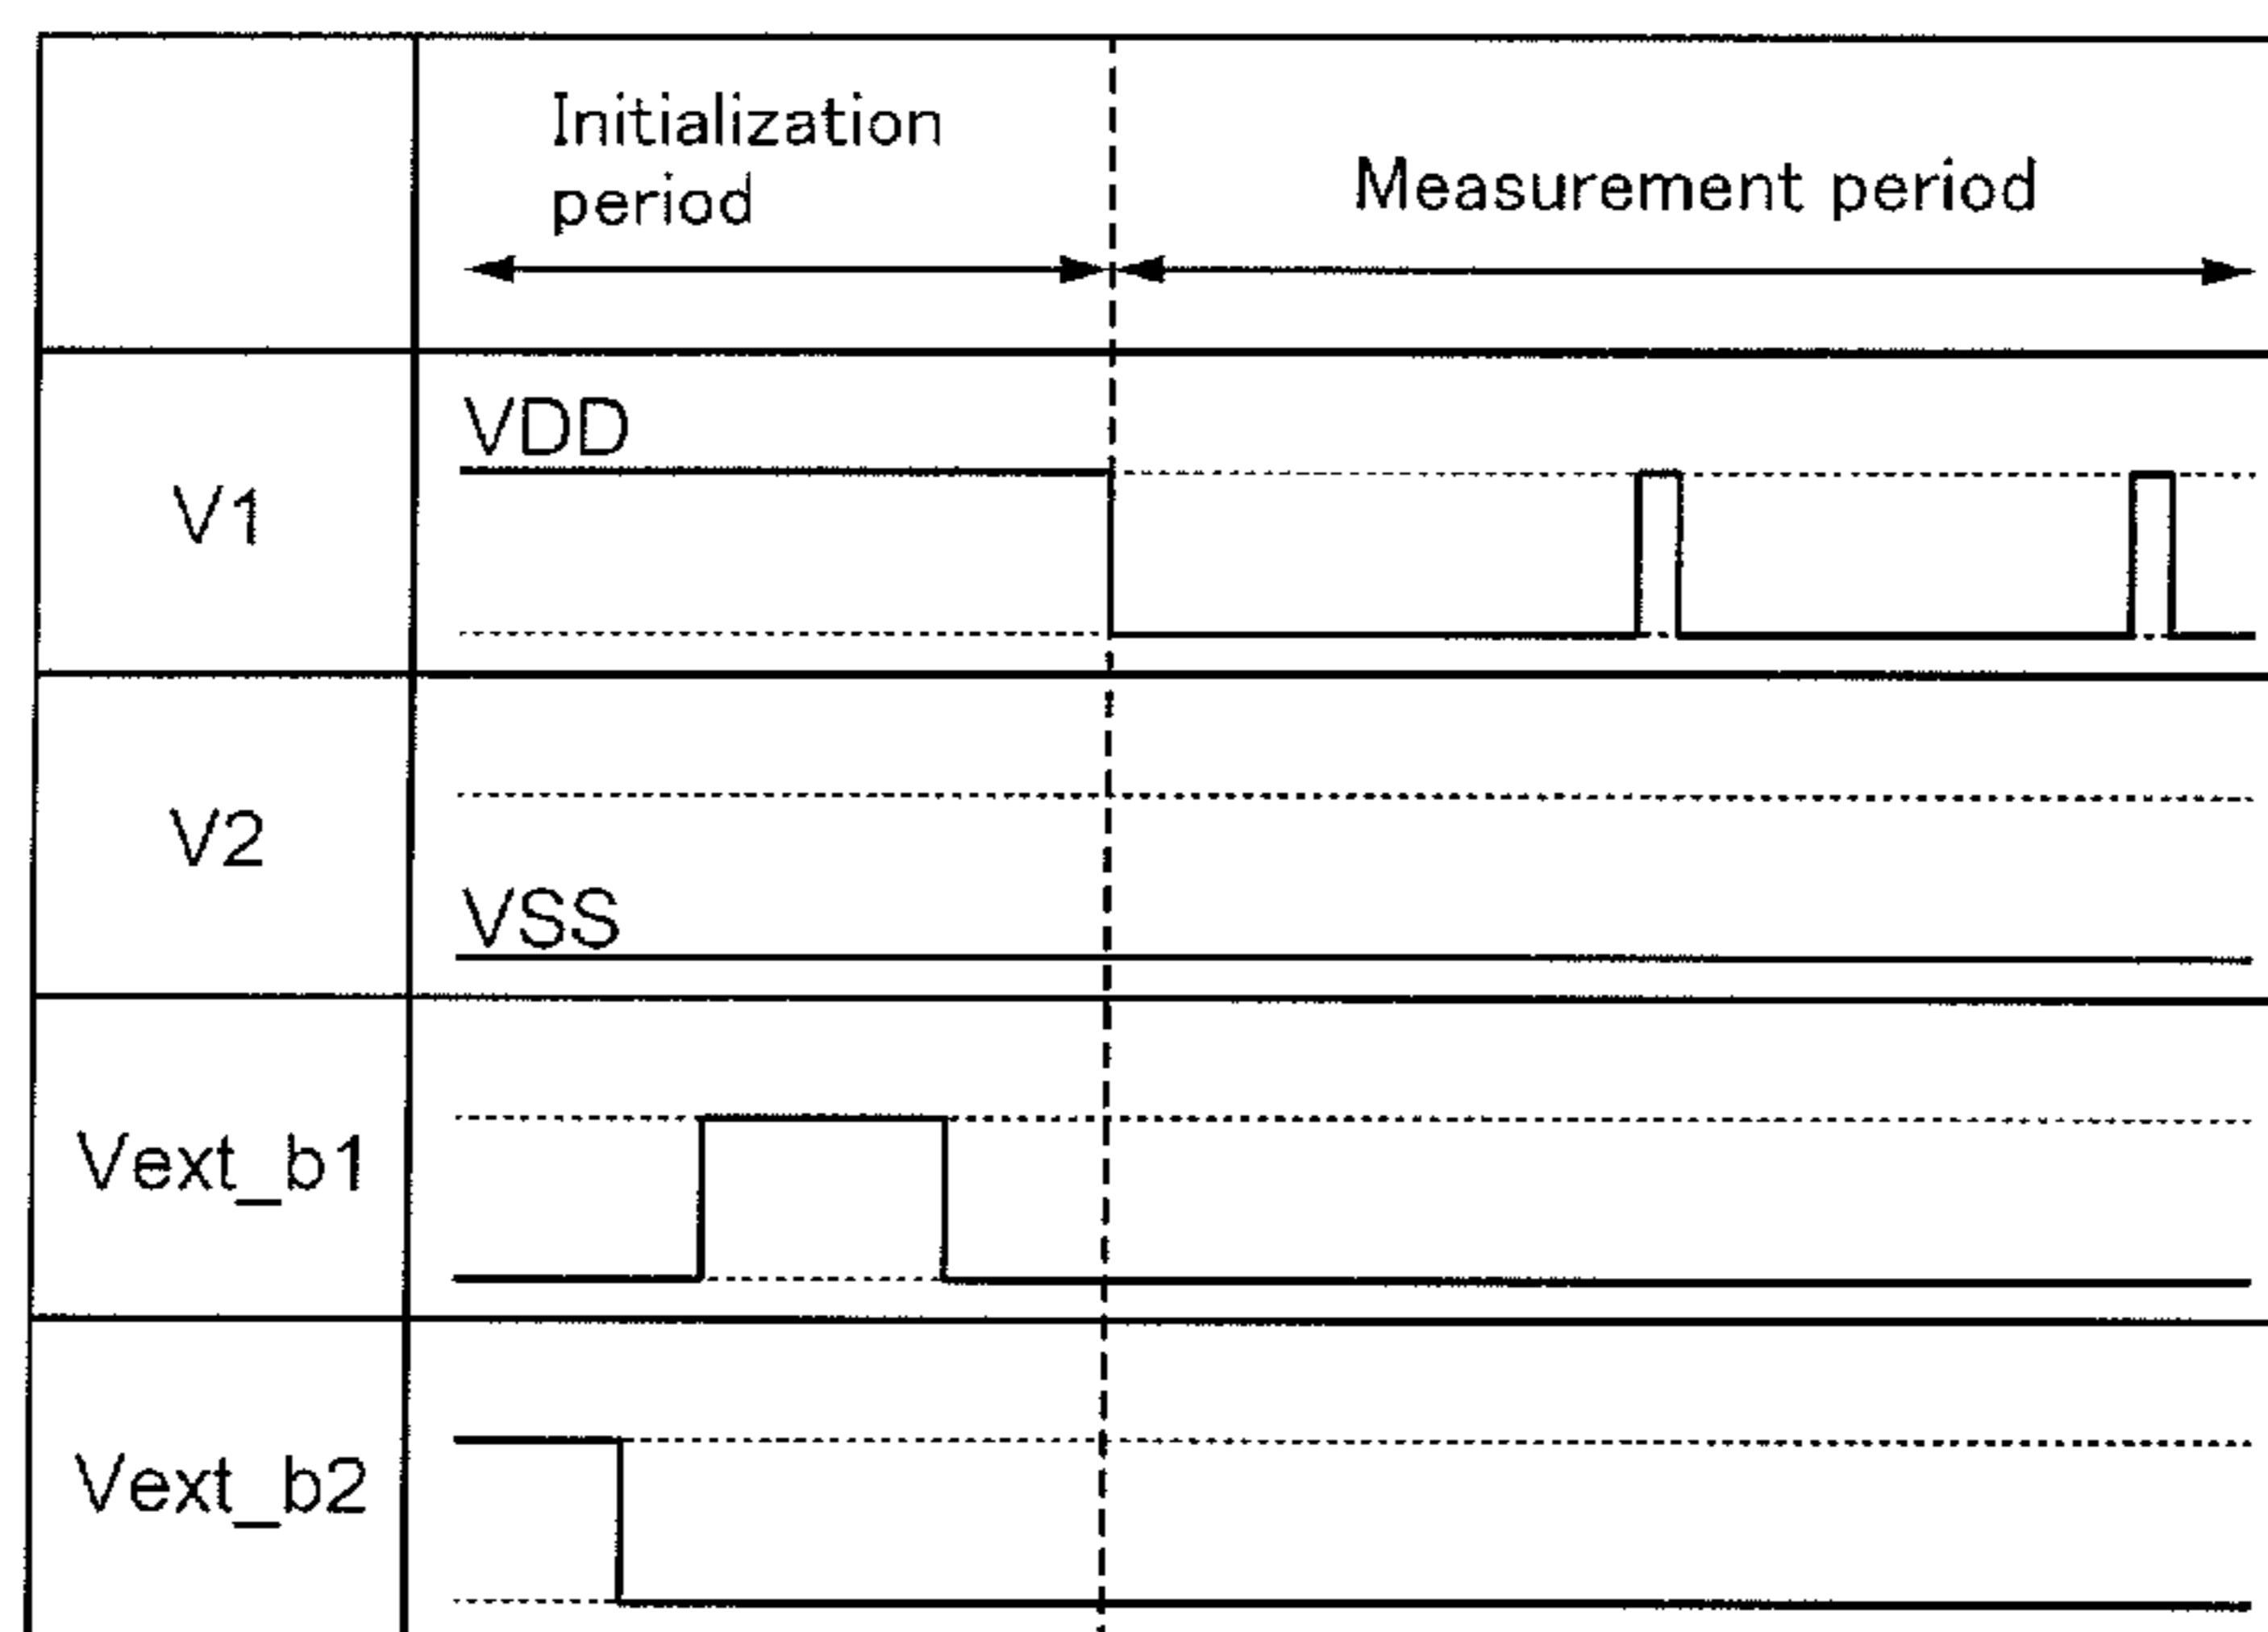 Initialization
period
Measurement period
VDD
V1
V2
VSS
Vext_b1
Vext_b2